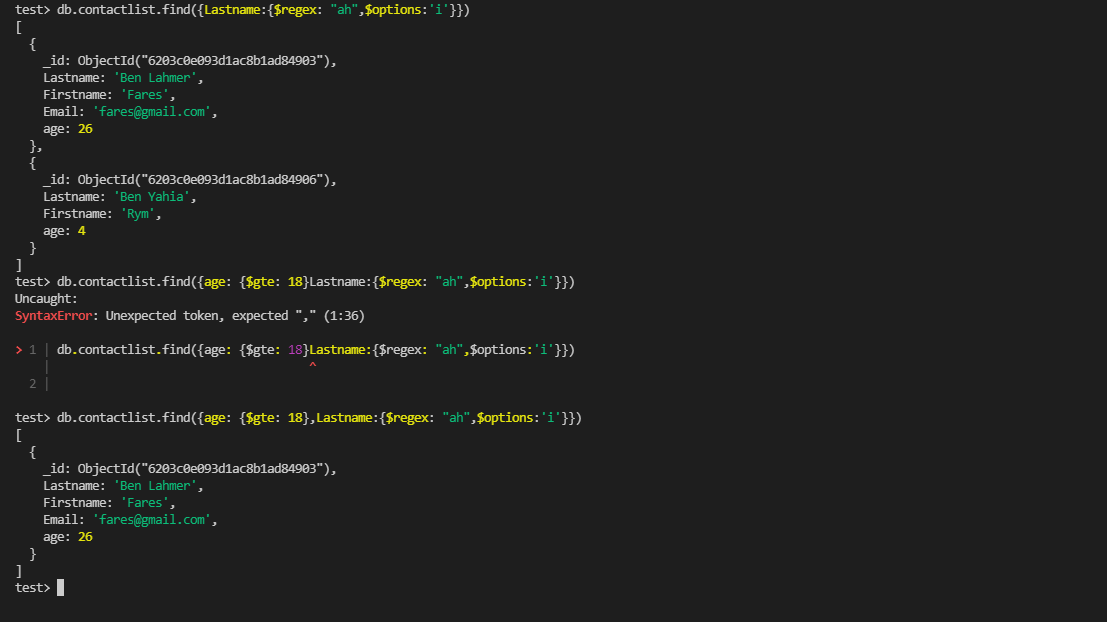 test> db.contactlist.find({Lastname:{$regex: "ah",$options:'i'}})
[
  {
    _id: ObjectId("6203c0e093d1ac8b1ad84903"),
    Lastname: 'Ben Lahmer',
    Firstname: 'Fares',
    Email: 'fares@gmail.com',
    age: 26
  },
  {
    _id: ObjectId("6203c0e093d1ac8b1ad84906"),
    Lastname: 'Ben Yahia',
    Firstname: 'Rym',
    age: 4
  }
]
test> db.contactlist.find({age: {$gte: 18}Lastname:{$regex: "ah",$options:'i'}})
Uncaught:
SyntaxError: Unexpected token, expected "," (1:36)
> 1 | db.contactlist.find({age: {$gte: 18}Lastname:{$regex: "ah",$options:'i'}})
    |                                     ^
  2 |
test> db.contactlist.find({age: {$gte: 18},Lastname:{$regex: "ah",$options:'i'}})
[
  {
    _id: ObjectId("6203c0e093d1ac8b1ad84903"),
    Lastname: 'Ben Lahmer',
    Firstname: 'Fares',
    Email: 'fares@gmail.com',
    age: 26
  }
]
test>